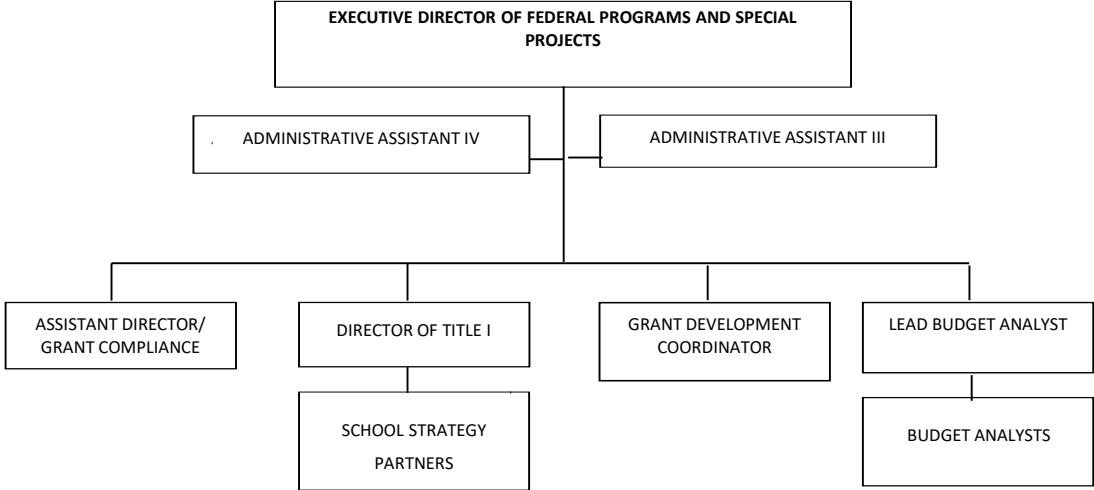 EXECUTIVE DIRECTOR OF FEDERAL PROGRAMS AND SPECIAL
PROJECTS
ADMINISTRATIVE ASSISTANT IV
ADMINISTRATIVE ASSISTANT III
ASSISTANT DIRECTOR/
GRANT COMPLIANCE
DIRECTOR OF TITLE I
GRANT DEVELOPMENT
COORDINATOR
LEAD BUDGET ANALYST
SCHOOL STRATEGY
PARTNERS
BUDGET ANALYSTS